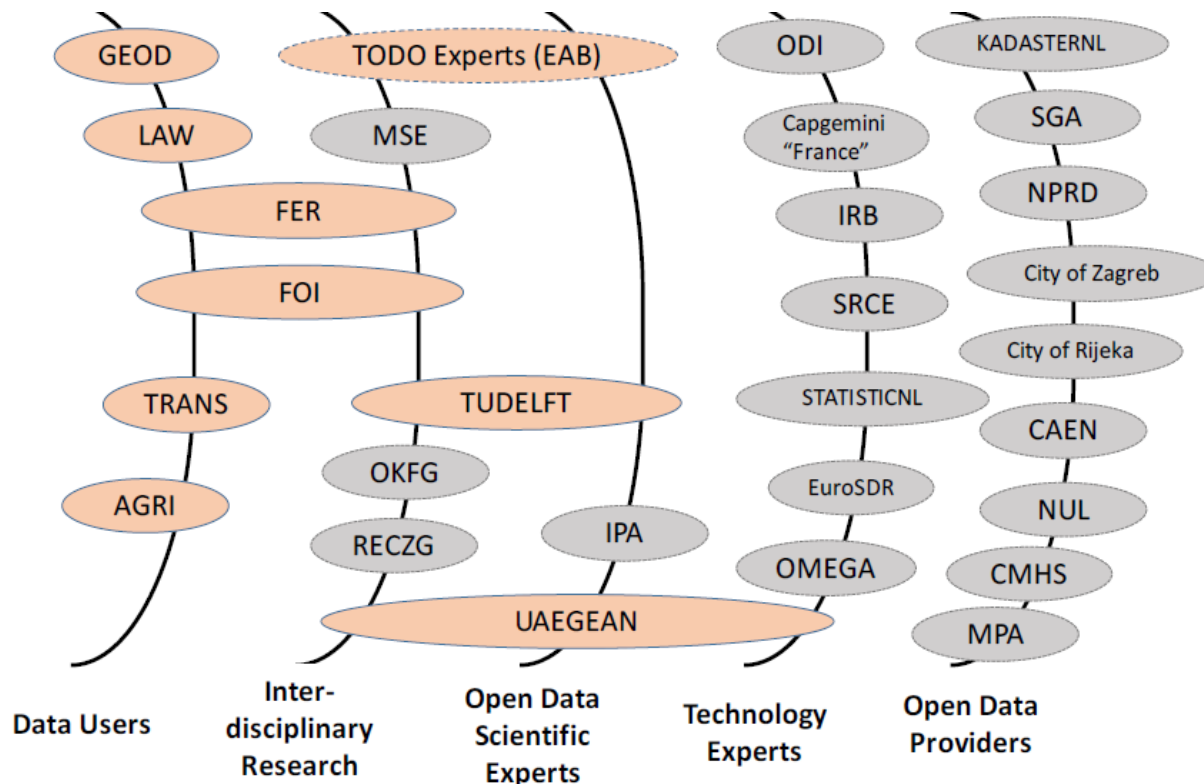 GEOD
LAW
FER
FOI
TRANS
AGRI
TODO Experts (EAB)
MSE
TUDELFT
OKFG
RECZG
IPA
UAEGEAN
ODI
Capgemini
“France”
IRB
SRCE
STATISTICNL
EuroSDR
OMEGA
KADASTERNL
SGA
NPRD
City of Zagreb
City of Rijeka
CAEN
NUL
CMHS
MPA
Data Users
Inter-
disciplinary
Research
Open Data
Scientific
Experts
Technology
Experts
Open Data
Providers